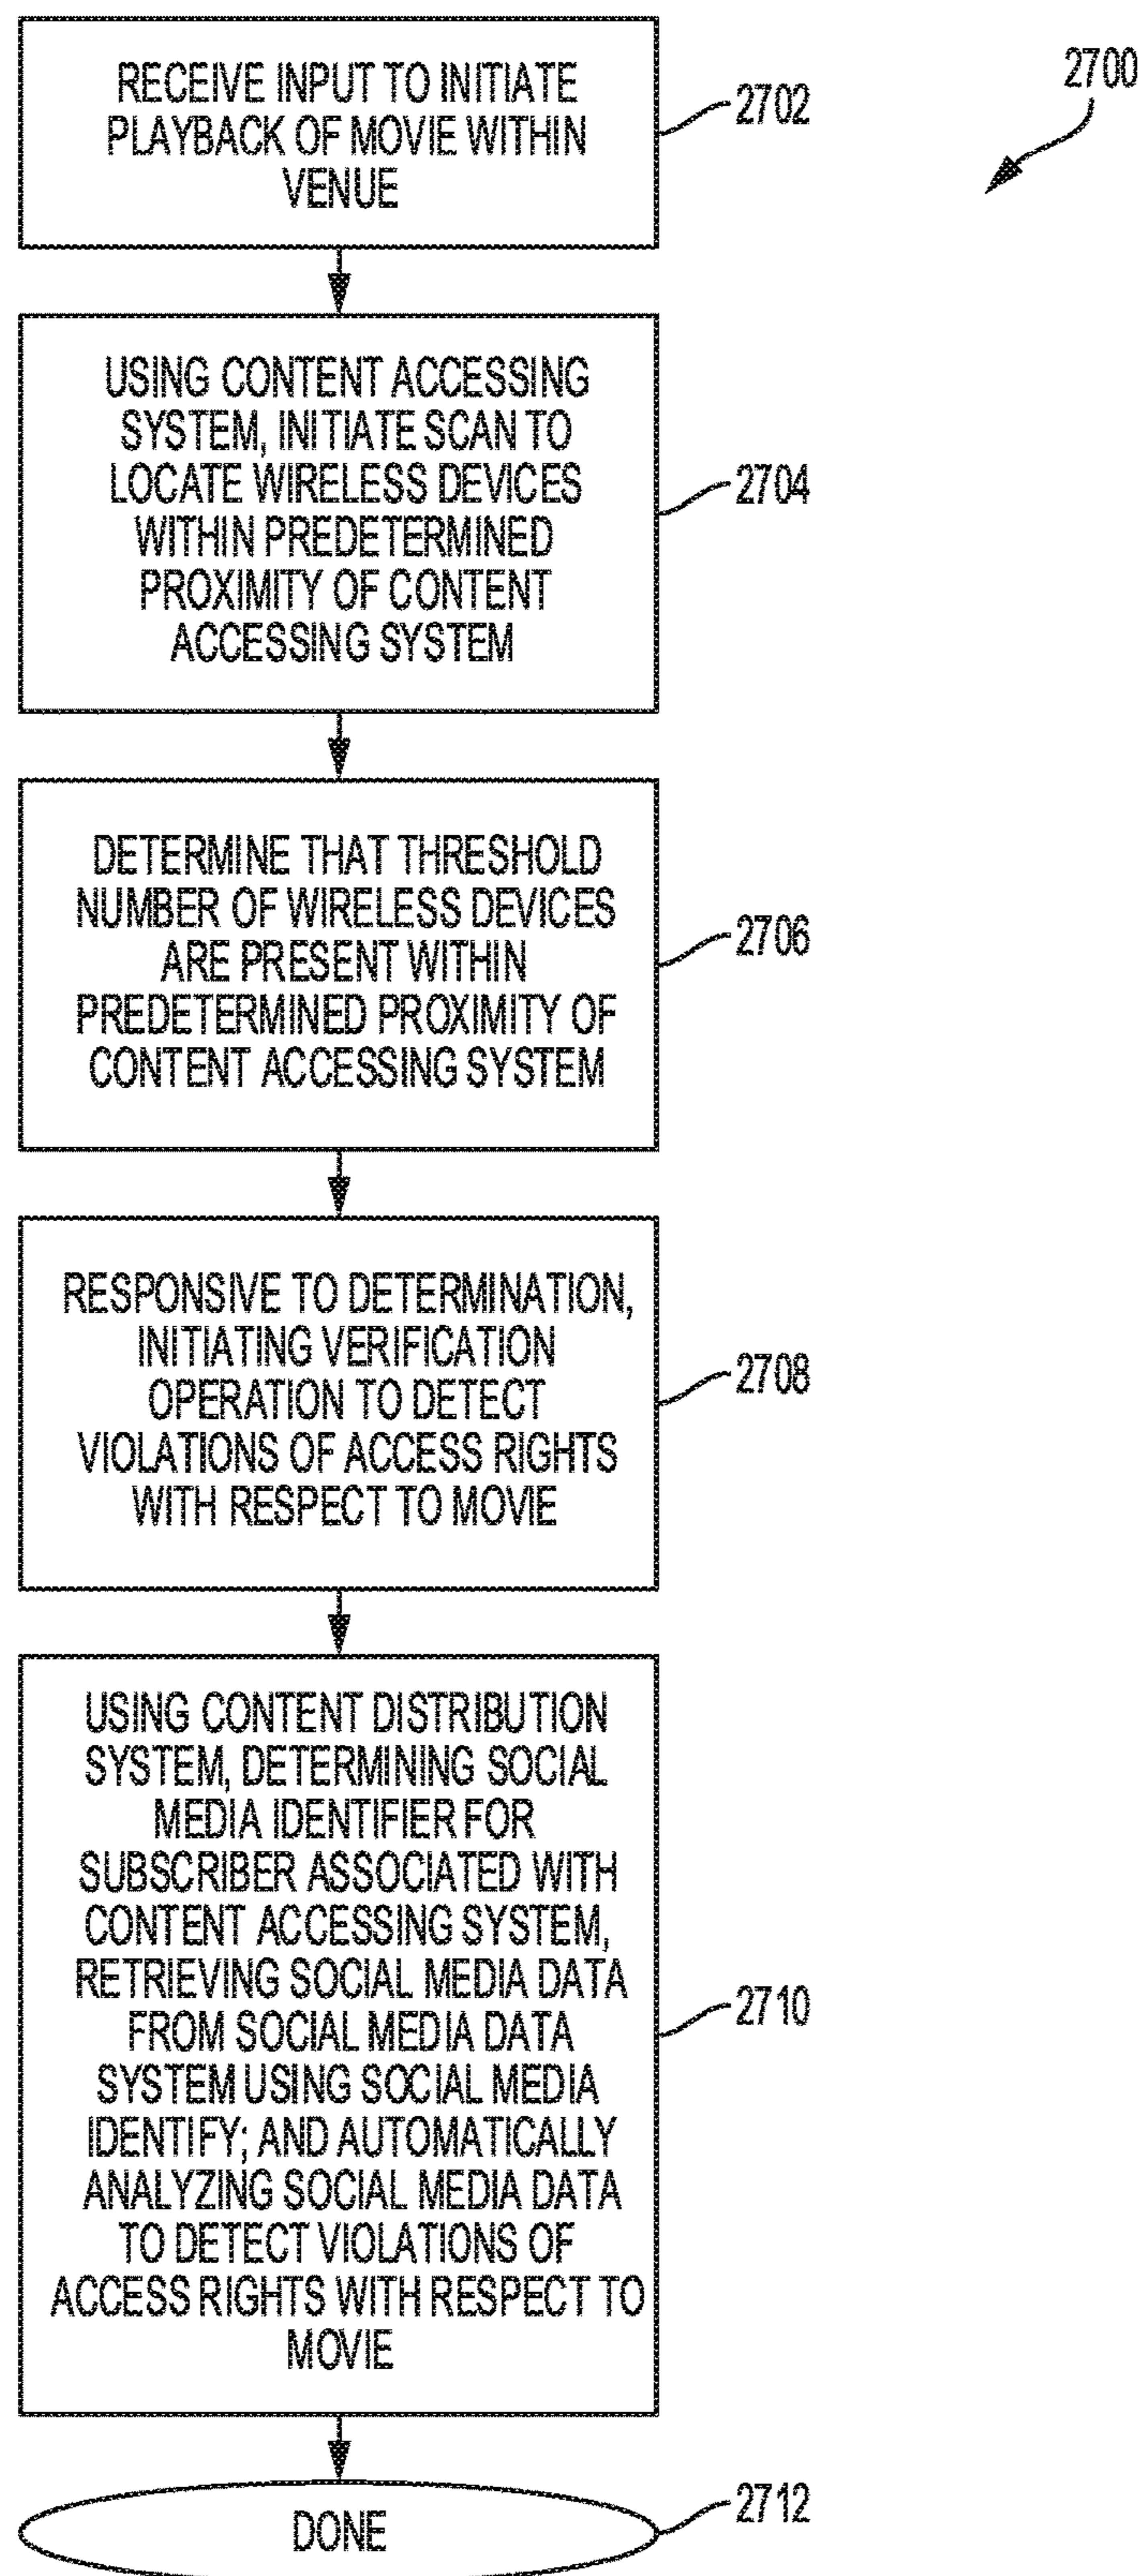 RECEIVE INPUT TO INITIATE
PLAYBACK OF MOVIE WITHIN
VENUE
2702
2700
USING CONTENT ACCESSING
SYSTEM, INITIATE SCAN TO
LOCATE WIRELESS DEVICES
WITHIN PREDETERMINED
PROXIMITY OF CONTENT
ACCESSING SYSTEM
2704
DETERMINE THAT THRESHOLD
NUMBER OF WIRELESS DEVICES
ARE PRESENT WITHIN
PREDETERMINED PROXIMITY OF
CONTENT ACCESSING SYSTEM
2706
RESPONSIVE TO DETERMINATION,
INITIATING VERIFICATION
OPERATION TO DETECT
VIOLATIONS OF ACCESS RIGHTS
WITH RESPECT TO MOVIE
2708
USING CONTENT DISTRIBUTION
SYSTEM, DETERMINING SOCIAL
MEDIA IDENTIFIER FOR
SUBSCRIBER ASSOCIATED WITH
CONTENT ACCESSING SYSTEM,
RETRIEVING SOCIAL MEDIA DATA
FROM SOCIAL MEDIA DATA
SYSTEM USING SOCIAL MEDIA
IDENTIFY; AND AUTOMATICALLY
ANALYZING SOCIAL MEDIA DATA
TO DETECT VIOLATIONS OF
ACCESS RIGHTS WITH RESPECT TO
MOVIE
2710
DONE
2712